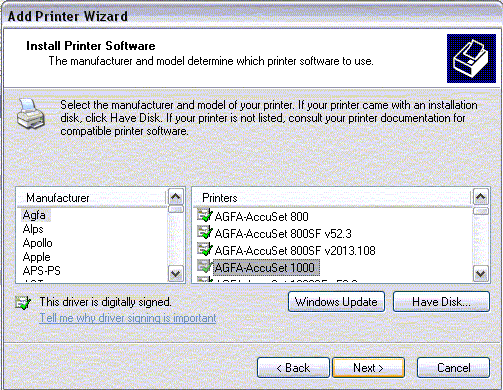 Add Printer Wizard
Install Printer Software
The manufacturer and model determine which printer software to use.
Select the manufacturer and model of your printer. If your printer came with an installation
disk, click Have Disk. If your printer is not listed, consult your printer documentation for
compatible printer software.
Manufacturer
Agfa
Alps
Apollo
Apple
APS-PS
Printers
AGFA-AccuSet 800
AGFA-AccuSet 800SF v52.3
AGFA-AccuSet 800SF v2013.108
AGFA-AccuSet 1000
This driver is digitally signed.
Tell me why driver signing is important
Windows Update
Have Disk...
< Back
Next >
Cancel